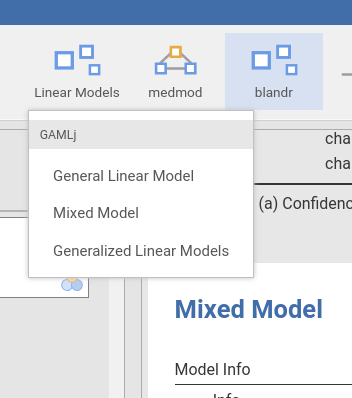 Linear Models
medmod
blandr
GAMLj
General Linear Model
Mixed Model
Generalized Linear Models
cha
cha
(a) Confidenc
Mixed Model
Model Info
Info